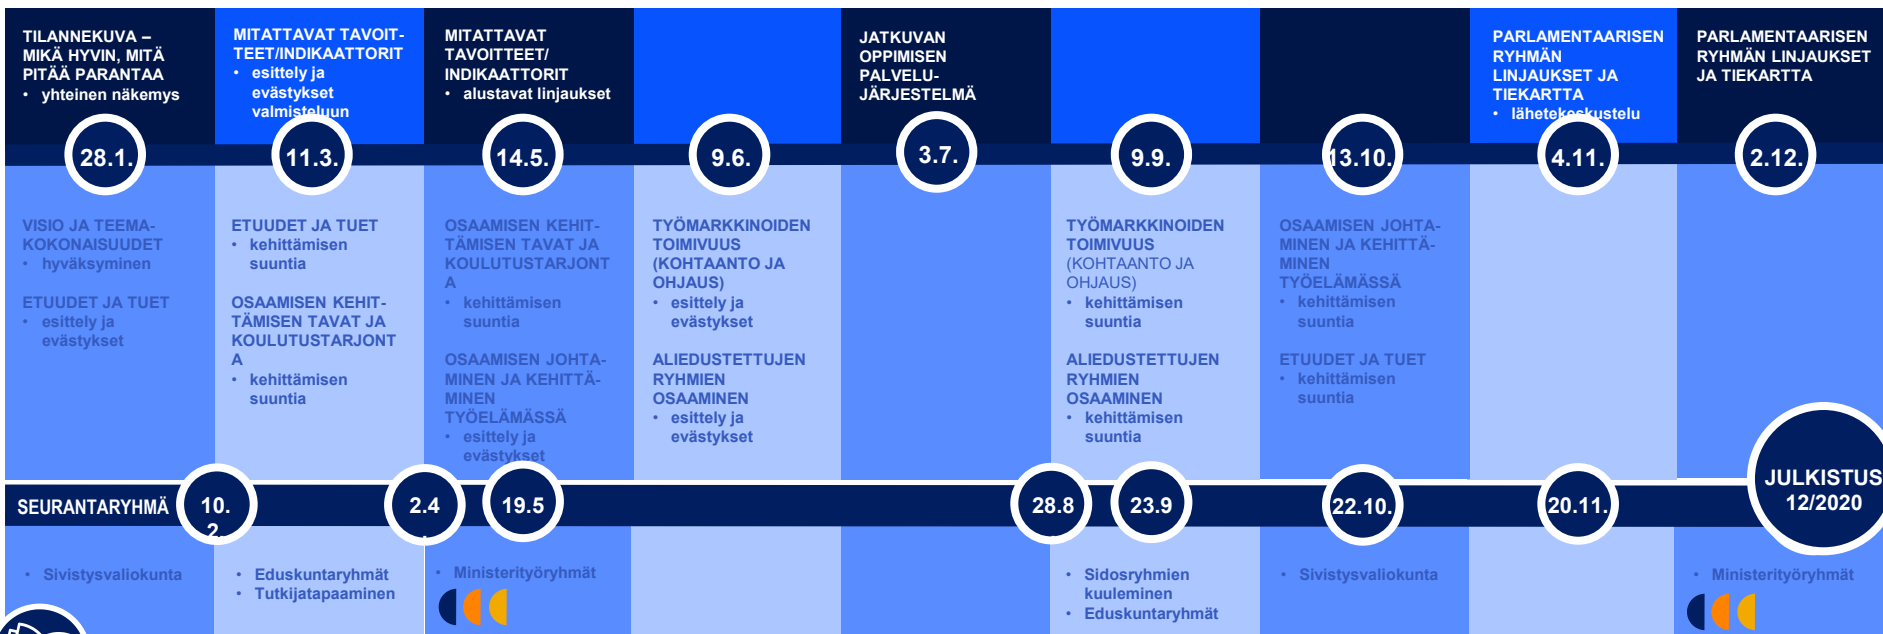 TILANNEKUVA –
MIKÄ HYVIN, MITÄ
PITÄÄ PARANTAA
• yhteinen näkemys
MITATTAVAT TAVOIT-
TEET/INDIKAATTORIT
• esittely ja
evästykset
valmisteluun
MITATTAVAT
TAVOITTEET/
INDIKAATTORIT
• alustavat linjaukset
JATKUVAN
OPPIMISEN
PALVELU-
JÄRJESTELMÄ
PARLAMENTAARISEN
RYHMÄN
LINJAUKSET JA
TIEKARTTA
• lähetekeskustelu
PARLAMENTAARISEN
RYHMÄN LINJAUKSET
JA TIEKARTTA
28.1.
11.3.
14.5.
9.6.
3.7.
9.9.
13.10.
4.11.
2.12.
VISIO JA TEEMA-
KOKONAISUUDET
• hyväksyminen
ETUUDET JA TUET
• esittely ja
evästykset
ETUUDET JA TUET
• kehittämisen
suuntia
OSAAMISEN KEHIT-
TÄMISEN TAVAT JA
KOULUTUSTARJONT
A
• kehittämisen
suuntia
OSAAMISEN KEHIT-
TÄMISEN TAVAT JA
KOULUTUSTARJONT
A
• kehittämisen
suuntia
OSAAMISEN JOHTA-
MINEN JA KEHITTÄ-
MINEN
TYÖELÄMÄSSÄ
• esittely ja
evästykset
TYÖMARKKINOIDEN
TOIMIVUUS
(KOHTAANTO JA
OHJAUS)
• esittely ja
evästykset
ALIEDUSTETTUJEN
RYHMIEN
OSAAMINEN
• esittely ja
evästykset
TYÖMARKKINOIDEN
TOIMIVUUS
(KOHTAANTO JA
OHJAUS)
• kehittämisen
suuntia
ALIEDUSTETTUJEN
RYHMIEN
OSAAMINEN
• kehittämisen
suuntia
OSAAMISEN JOHTA-
MINEN JA KEHITTÄ-
MINEN
TYÖELÄMÄSSÄ
• kehittämisen
suuntia
ETUUDET JA TUET
• kehittämisen
suuntia
SEURANTARYHMÄ
10.
2.
2.4
.
19.5
28.8
23.9
22.10.
20.11.
JULKISTUS
12/2020
• Sivistysvaliokunta
• Eduskuntaryhmät
• Tutkijatapaaminen
• Ministerityöryhmät
• Sidosryhmien
kuuleminen
• Eduskuntaryhmät
• Sivistysvaliokunta
• Ministerityöryhmät